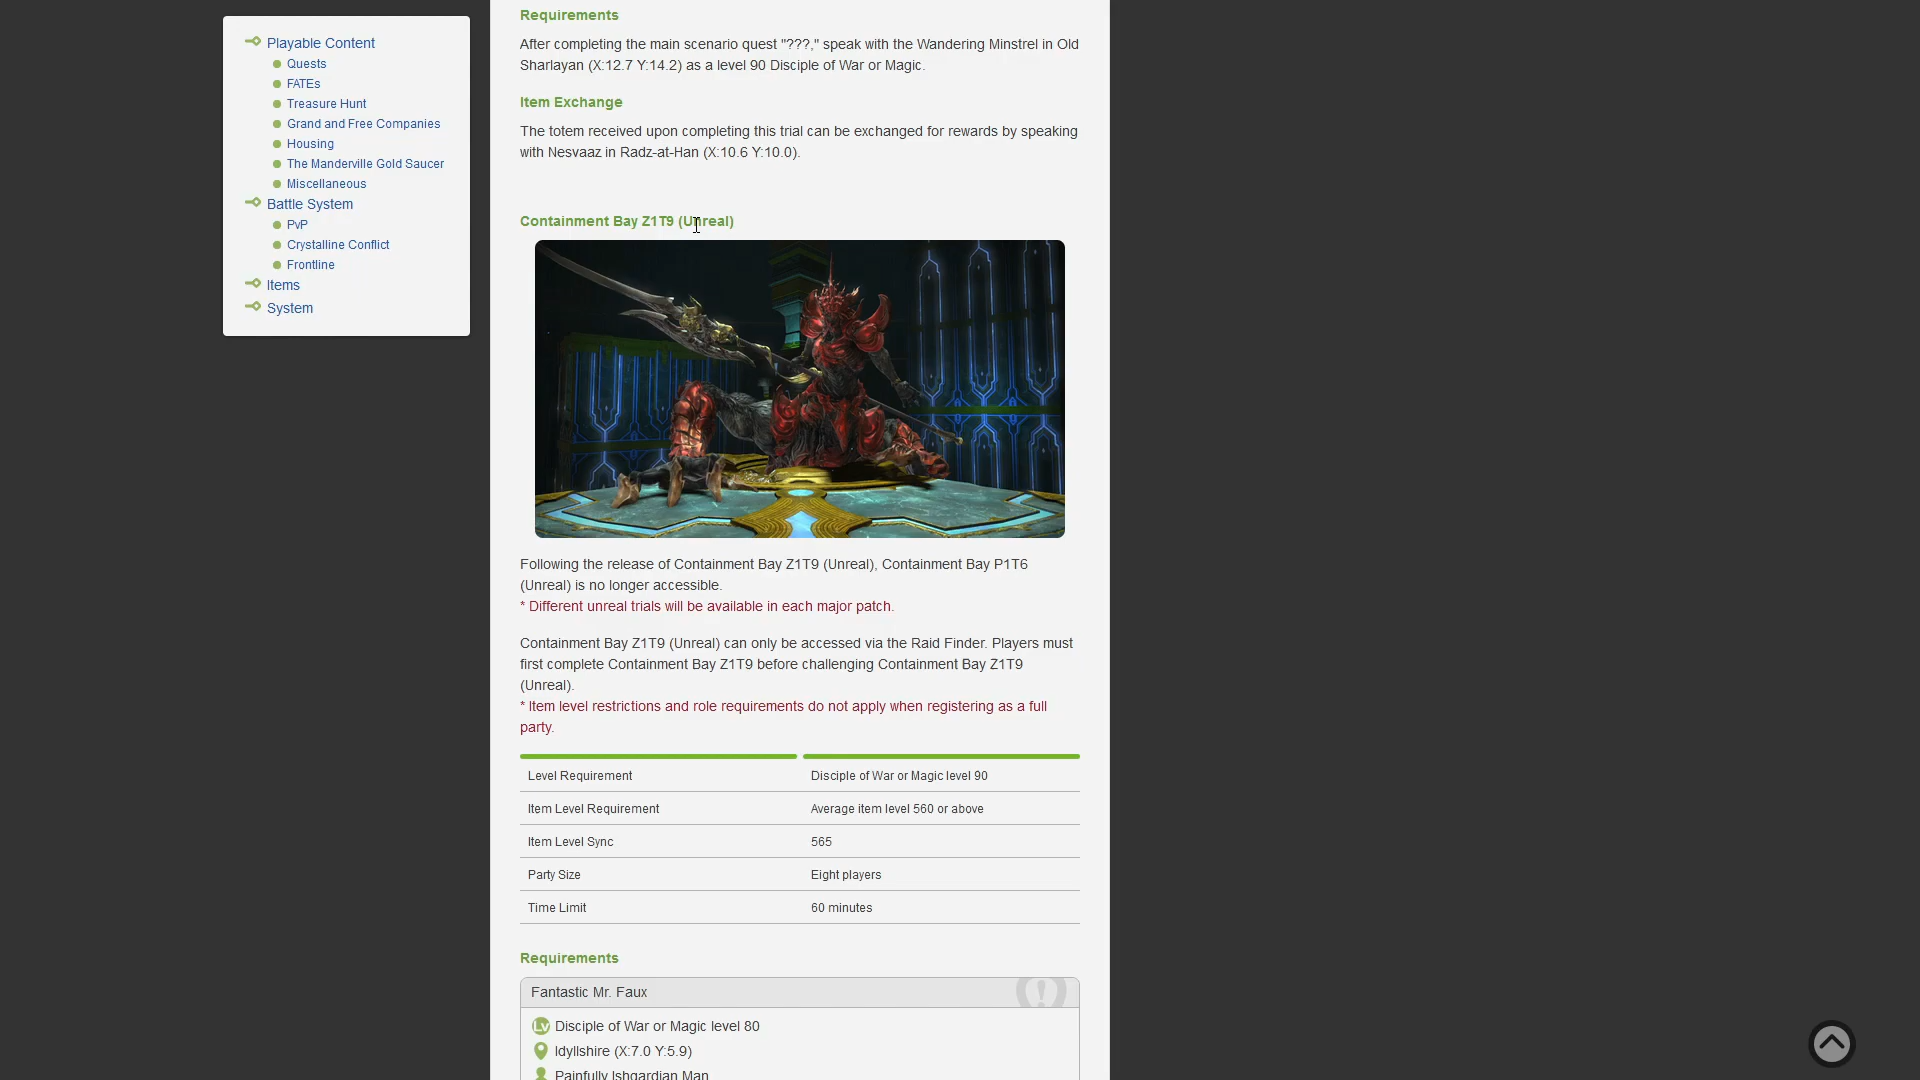 Playable Content
Quests
FATEs
Treasure Hunt
Grand and Free Companies
Housing
The Manderville Gold Saucer
Miscellaneous
Battle System
PvP
Crystalline Conflict
Frontline
Items
System
Requirements
After completing the main scenario quest "???," speak with the Wandering Minstrel in Old
Sharlayan (X:12.7 Y:14.2) as a level 90 Disciple of War or Magic.
Item Exchange
The totem received upon completing this trial can be exchanged for rewards by speaking
with Nesvaaz in Radz-at-Han (X:10.6 Y:10.0).
Containment Bay Z1T9 (Unreal)
Following the release of Containment Bay Z1T9 (Unreal), Containment Bay P1T6
(Unreal) is no longer accessible.
* Different unreal trials will be available in each major patch.
Containment Bay Z1T9 (Unreal) can only be accessed via the Raid Finder. Players must
first complete Containment Bay Z1T9 before challenging Containment Bay Z1T9
(Unreal).
* Item level restrictions and role requirements do not apply when registering as a full
party.
Level Requirement Disciple of War or Magic level 90
Item Level Requirement Average item level 560 or above
Item Level Sync 565
Party Size Eight players
Time Limit 60 minutes
Requirements
Fantastic Mr. Faux
Lv Disciple of War or Magic level 80
Idyllshire (X:7.0 Y:5.9)
Painfully Ishgardian Man